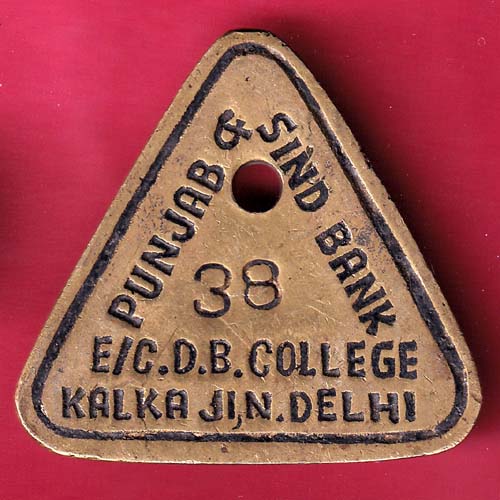 PUNJAB & SIND BANK
38
E/C.D.B. COLLEGE
KALKA JI,N. DELHI